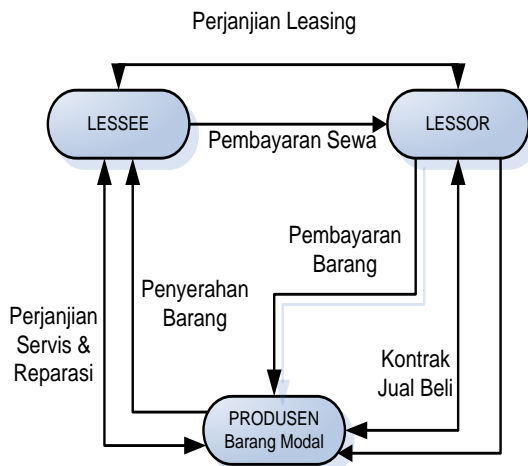 Perjanjian Leasing
LESSEE
LESSOR
Pembayaran Sewa
Pembayaran
Barang
Penyerahan
Barang
Perjanjian
Servis &
Reparasi
Kontrak
Jual Beli
PRODUSEN
Barang Modal